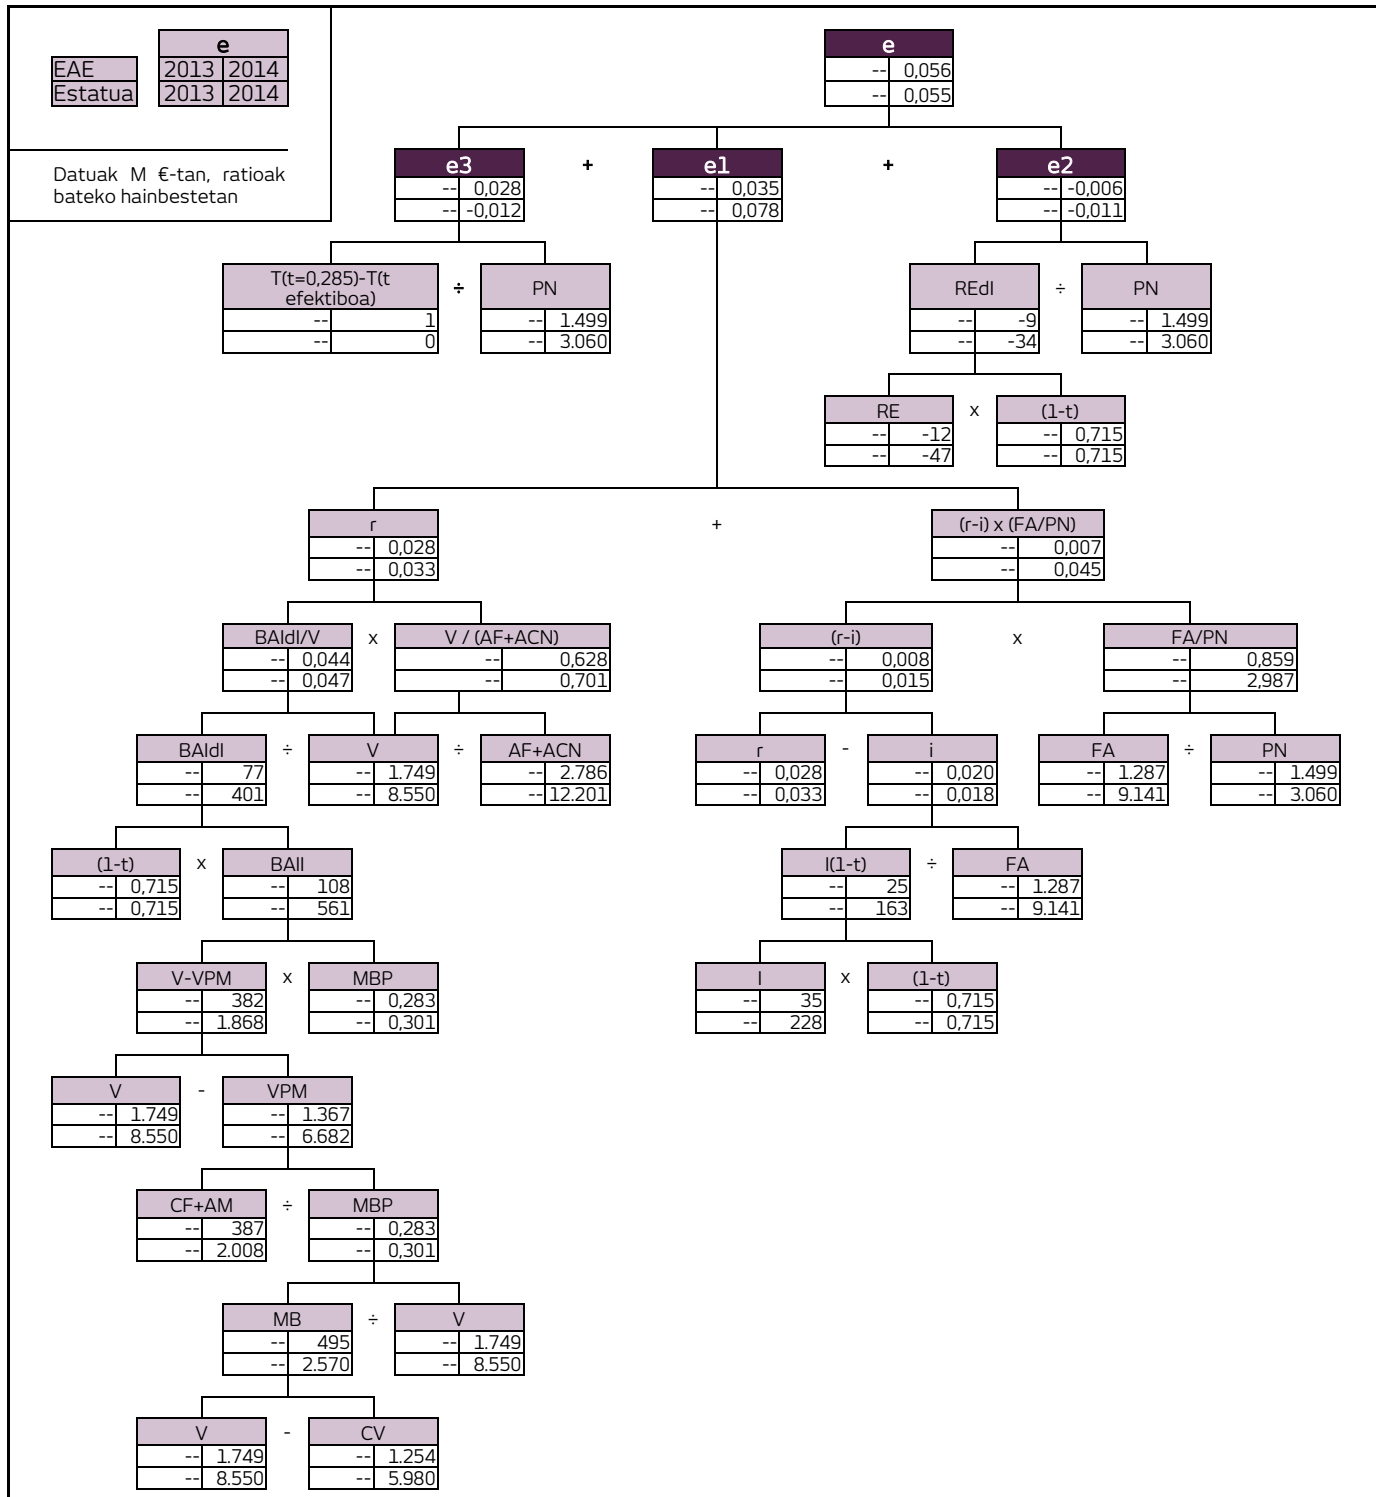 e
EAE 2013 2014
Estatua 2013 2014
Datuak M €-tan, ratioak
bateko hainbestetan
e
-- 0,056
-- 0,055
e3 + e1 + e2
-- 0,028 -- 0,035 -- -0,006
-- -0,012 -- 0,078 -- -0,011
T(t=0,285)-T(t
efektiboa) ÷ PN REdI ÷ PN
-- 1 -- 1.499 -- -9 -- 1.499
-- 0 -- 3.060 -- -34 -- 3.060
RE x (1-t)
-- -12 -- 0,715
-- -47 -- 0,715
r + (r-i) x (FA/PN)
-- 0,028 -- 0,007
-- 0,033 -- 0,045
BAIdI/V x V / (AF+ACN) (r-i) x FA/PN
-- 0,044 -- 0,628 -- 0,008 -- 0,859
-- 0,047 -- 0,701 -- 0,015 -- 2,987
BAIdI ÷ V ÷ AF+ACN r - i FA ÷ PN
-- 77 -- 1.749 -- 2.786 -- 0,028 -- 0,020 -- 1.287 -- 1.499
-- 401 -- 8.550 -- 12.201 -- 0,033 -- 0,018 -- 9.141 -- 3.060
(1-t) x BAII I(1-t) ÷ FA
-- 0,715 -- 108 -- 25 -- 1.287
-- 0,715 -- 561 -- 163 -- 9.141
V-VPM x MBP I x (1-t)
-- 382 -- 0,283 -- 35 -- 0,715
-- 1.868 -- 0,301 -- 228 -- 0,715
V - VPM
-- 1.749 -- 1.367
-- 8.550 -- 6.682
CF+AM ÷ MBP
-- 387 -- 0,283
-- 2.008 -- 0,301
MB ÷ V
-- 495 -- 1.749
-- 2.570 -- 8.550
V - CV
-- 1.749 -- 1.254
-- 8.550 -- 5.980